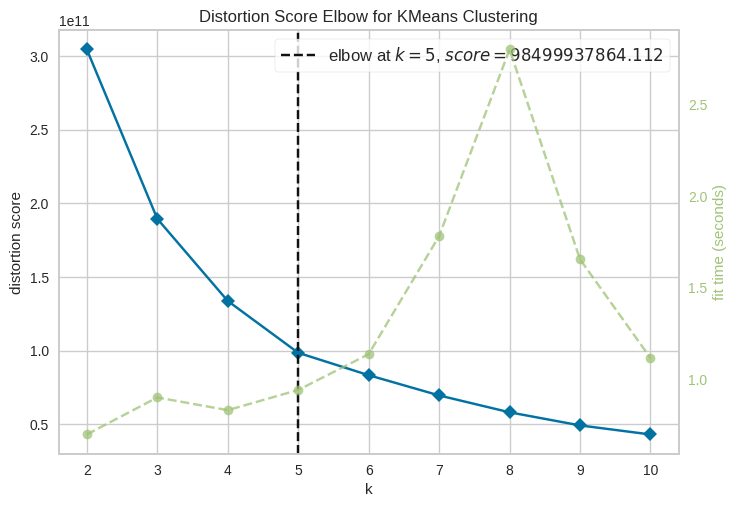 Distortion Score Elbow for KMeans Clustering
1e11
elbow at k = 5, score = 98499937864.112
3.0
2.5
2.0
1.5
1.0
0.5
distortion score
2.5
2.0
1.5
1.0
fit time (seconds)
2 3 4 5 6 7 8 9 10
k